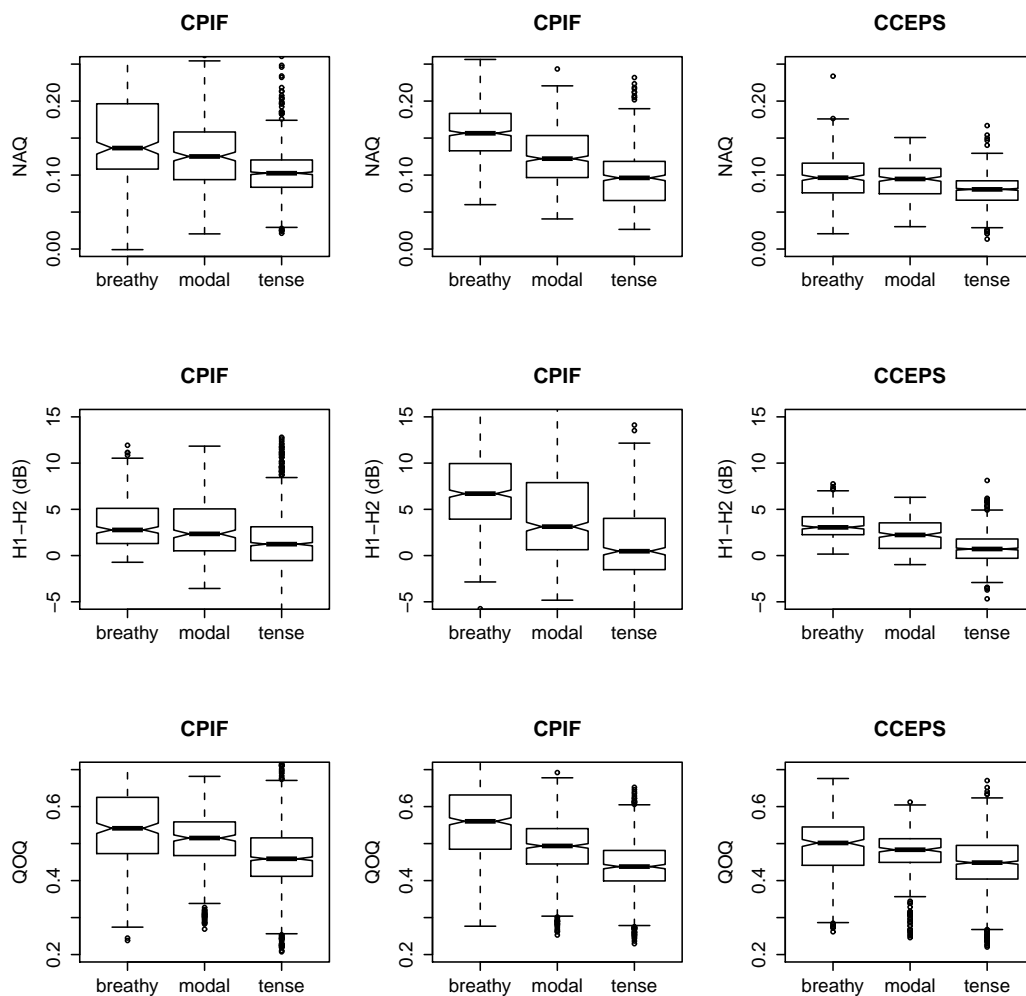 CPIF
CPIF
CCEPS
NAQ
0.00
0.10
0.20
breathy
modal
tense
NAQ
0.00
0.10
0.20
breathy
modal
tense
NAQ
0.00
0.10
0.20
breathy
modal
tense
CPIF
CPIF
CCEPS
H1−H2 (dB)
−5
0
5
10
15
breathy
modal
tense
H1−H2 (dB)
−5
0
5
10
15
breathy
modal
tense
H1−H2 (dB)
−5
0
5
10
15
breathy
modal
tense
CPIF
CPIF
CCEPS
QOQ
0.2
0.4
0.6
breathy
modal
tense
QOQ
0.2
0.4
0.6
breathy
modal
tense
QOQ
0.2
0.4
0.6
breathy
modal
tense